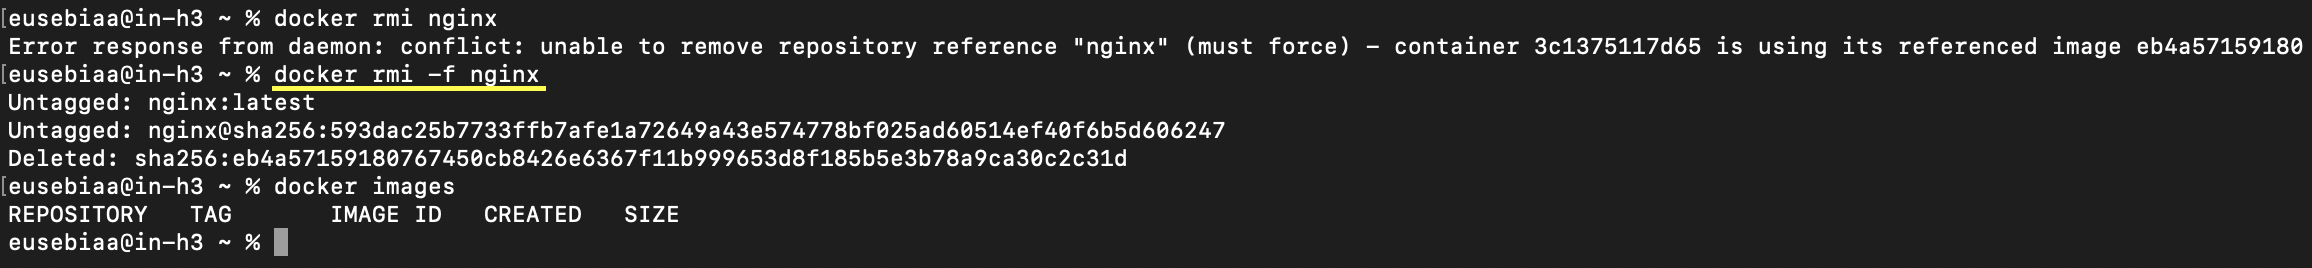 [eusebiaa@in-h3 ~ % docker rmi nginx
Error response from daemon: conflict: unable to remove repository reference "nginx" (must force) - container 3c1375117d65 is using its referenced image eb4a57159180
[eusebiaa@in-h3 ~ % docker rmi -f nginx
Untagged: nginx:latest
Untagged: nginx@sha256:593dac25b7733ffb7afe1a72649a43e574778bf025ad60514ef40f6b5d606247
Deleted: sha256:eb4a57159180767450cb8426e6367f11b999653d8f185b5e3b78a9ca30c2c31d
[eusebiaa@in-h3 ~ % docker images
REPOSITORY   TAG       IMAGE ID   CREATED   SIZE
eusebiaa@in-h3 ~ %